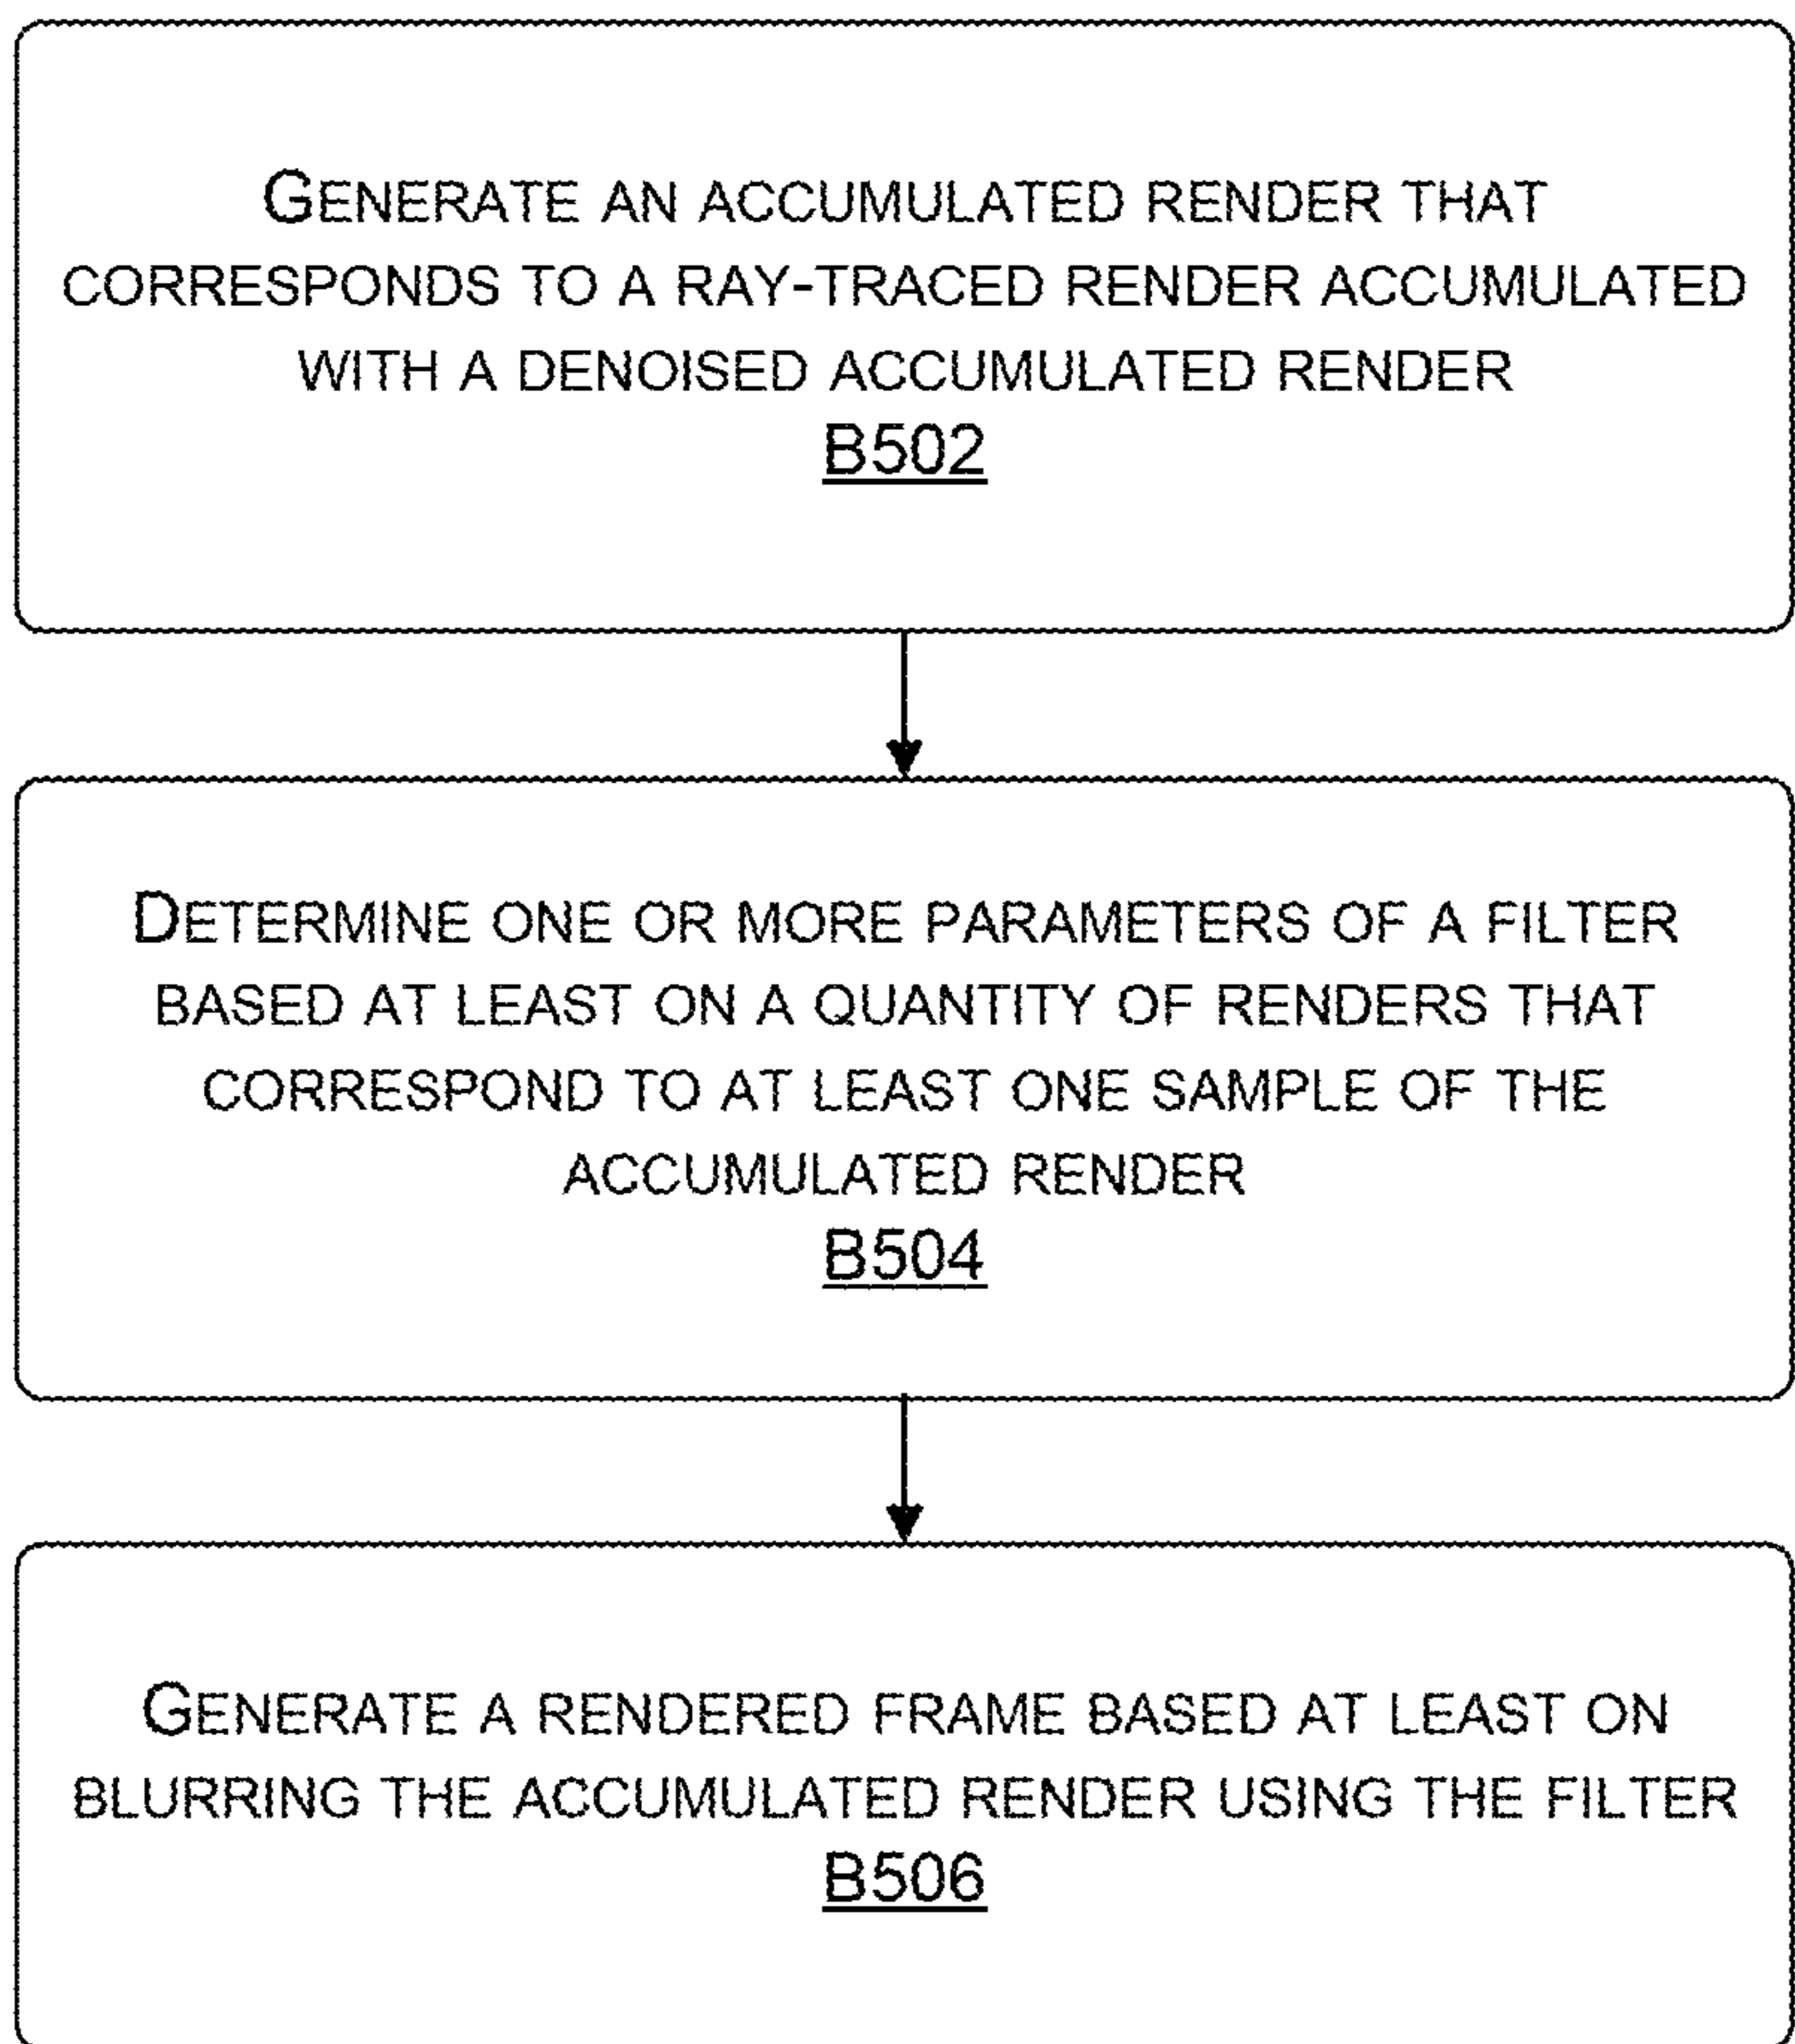 GENERATE AN ACCUMULATED RENDER THAT
CORRESPONDS TO A RAY-TRACED RENDER ACCUMULATED
WITH A DENOISED ACCUMULATED RENDER
B502
DETERMINE ONE OR MORE PARAMETERS OF A FILTER
BASED AT LEAST ON A QUANTITY OF RENDERS THAT
CORRESPOND TO AT LEAST ONE SAMPLE OF THE
ACCUMULATED RENDER
B504
GENERATE A RENDERED FRAME BASED AT LEAST ON
BLURRING THE ACCUMULATED RENDER USING THE FILTER
B506